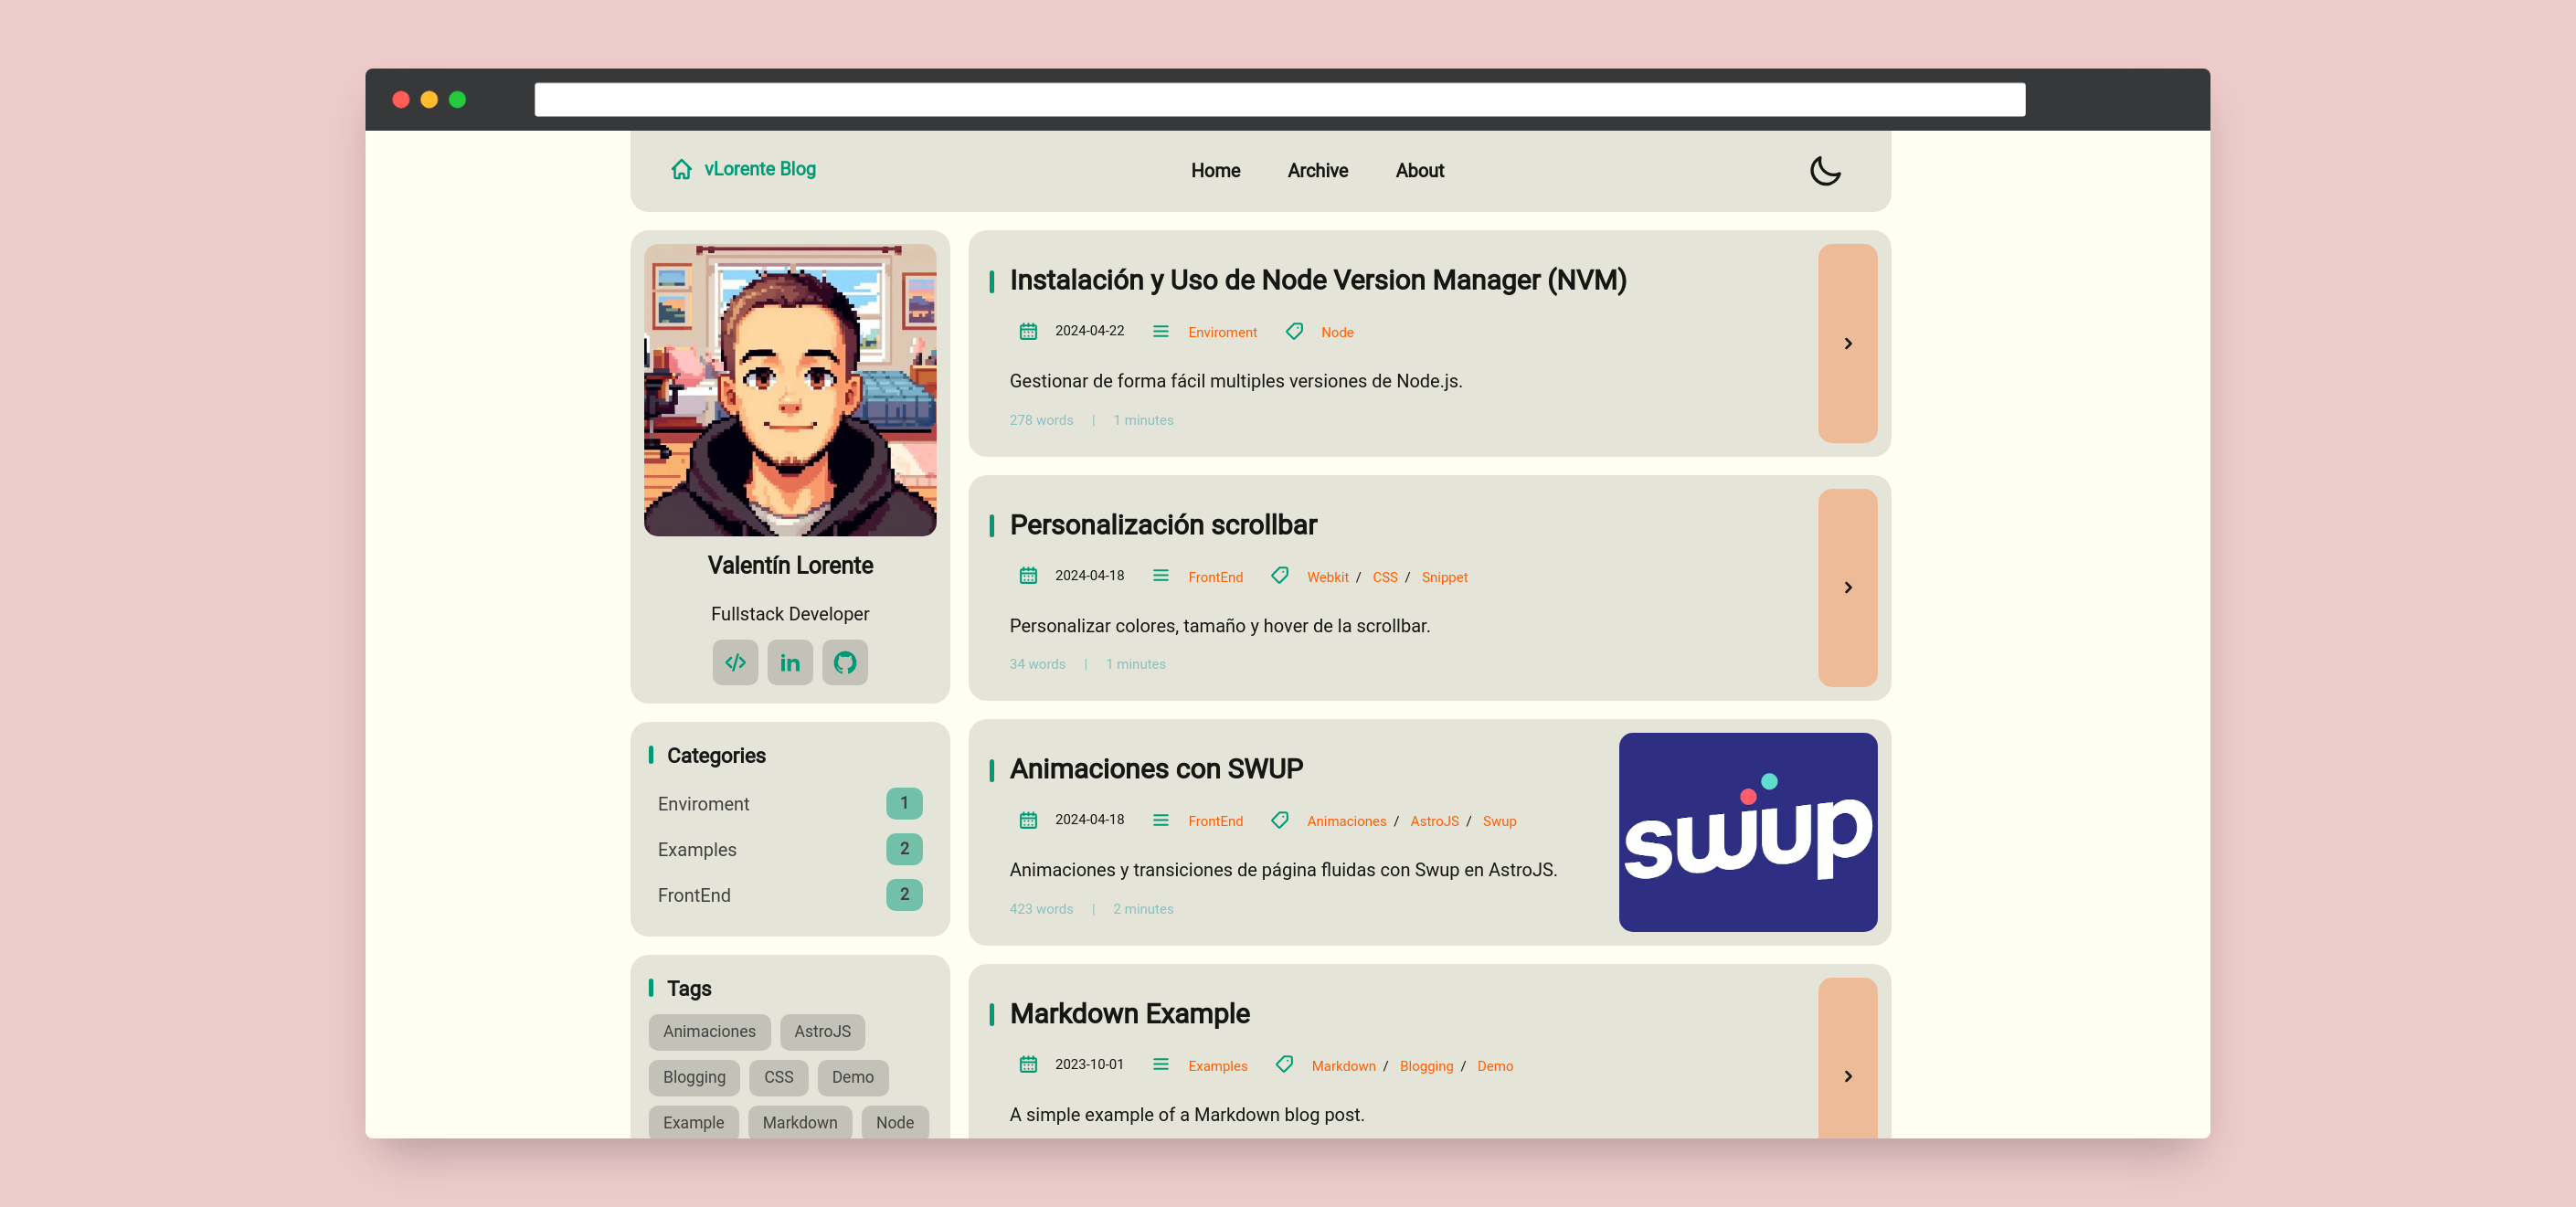 vLorente Blog
Home Archive About
Valentín Lorente
Fullstack Developer
Categories
Enviroment 1
Examples 2
FrontEnd 2
Tags
Animaciones AstroJS
Blogging CSS Demo
Example Markdown Node
Instalación y Uso de Node Version Manager (NVM)
2024-04-22 Enviroment Node
Gestionar de forma fácil multiples versiones de Node.js.
278 words | 1 minutes
Personalización scrollbar
2024-04-18 FrontEnd Webkit / CSS / Snippet
Personalizar colores, tamaño y hover de la scrollbar.
34 words | 1 minutes
Animaciones con SWUP
2024-04-18 FrontEnd Animaciones / AstroJS / Swup
Animaciones y transiciones de página fluidas con Swup en AstroJS.
423 words | 2 minutes
swup
Markdown Example
2023-10-01 Examples Markdown / Blogging / Demo
A simple example of a Markdown blog post.